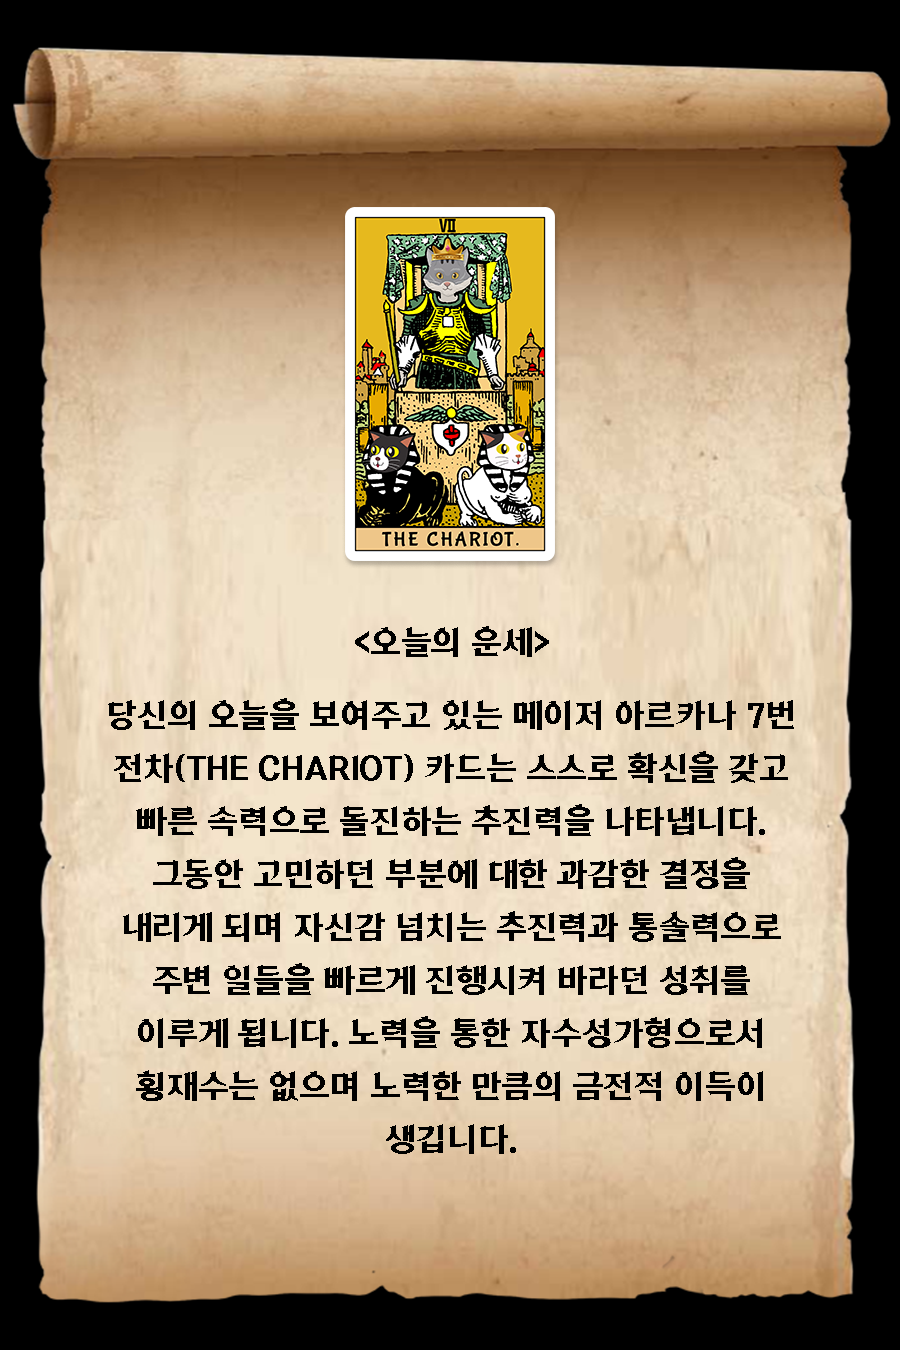 VII
THE CHARIOT.
<오늘의 운세>
당신의 오늘을 보여주고 있는 메이저 아르카나 7번
전차(THE CHARIOT) 카드는 스스로 확신을 갖고
빠른 속력으로 돌진하는 추진력을 나타냅니다.
그동안 고민하던 부분에 대한 과감한 결정을
내리게 되며 자신감 넘치는 추진력과 통솔력으로
주변 일들을 빠르게 진행시켜 바라던 성취를
이루게 됩니다. 노력을 통한 자수성가형으로서
횡재수는 없으며 노력한 만큼의 금전적 이득이
생깁니다.